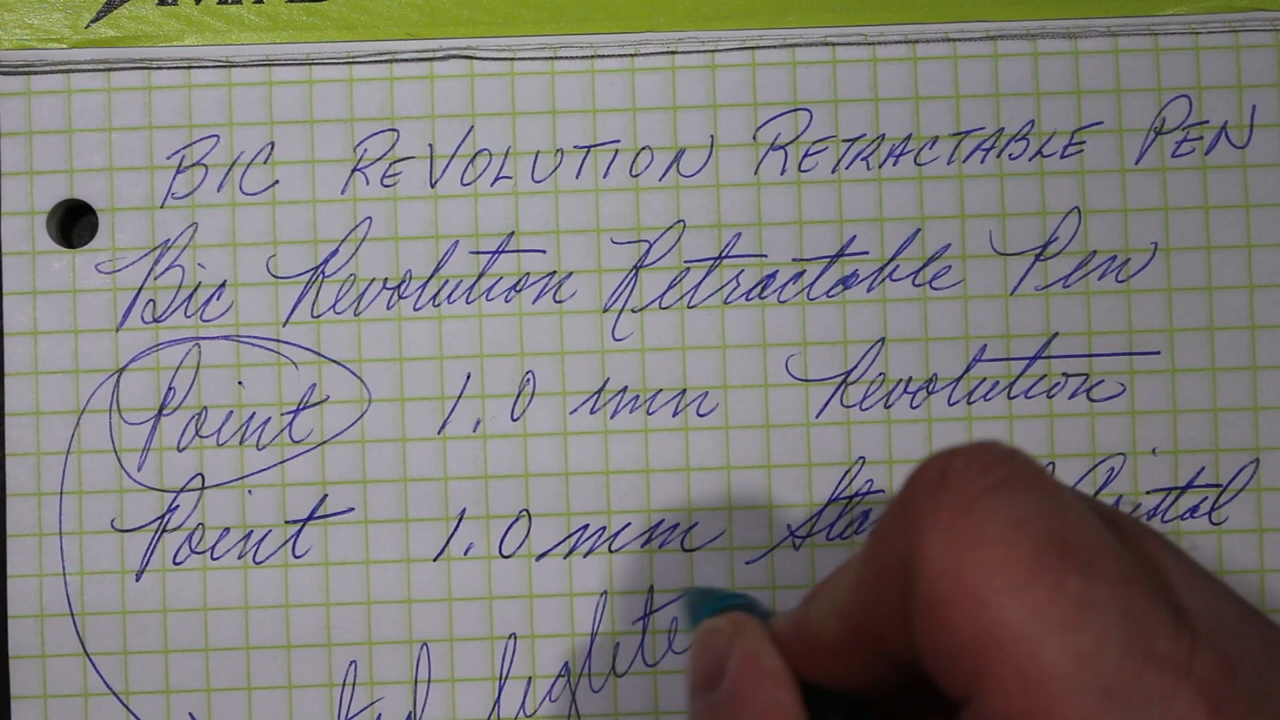 BIC REVOLUTION RETRACTABLE PEN
Bic Revolution Retractable Pen
Point 1.0 mm Revolution
Point 1.0 mm